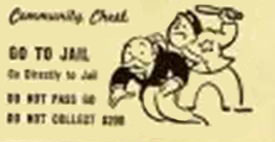 Community Chest
GO TO JAIL
Go Directly to Jail
DO NOT PASS GO
DO NOT COLLECT $200